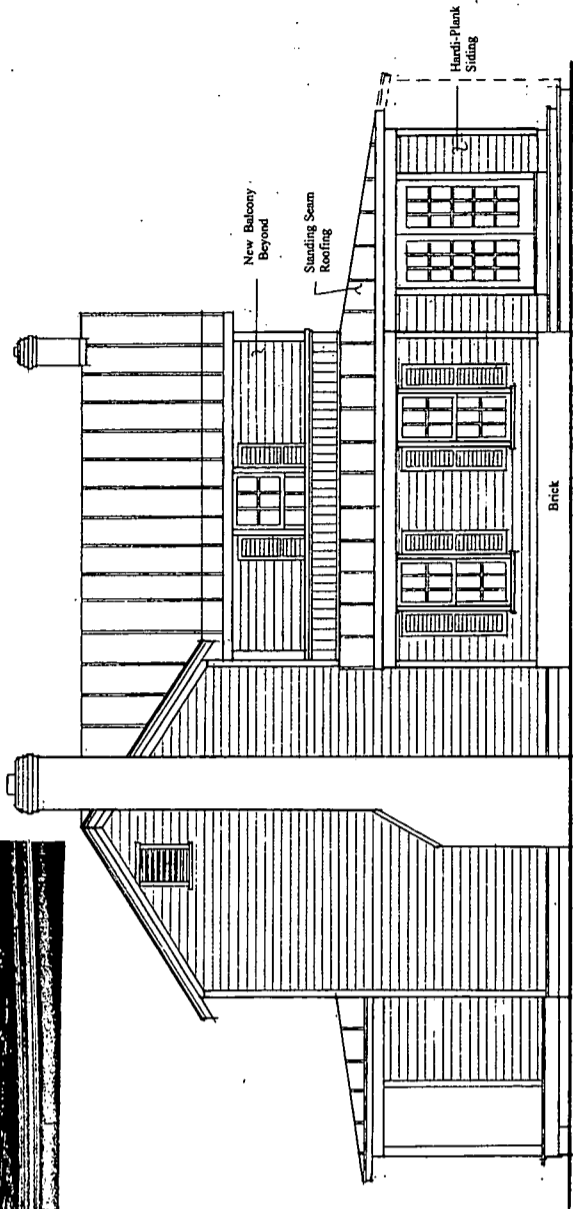 New Balcony
Beyond
Standing Seam
Roofing
Hardi-Plank
Siding
Brick